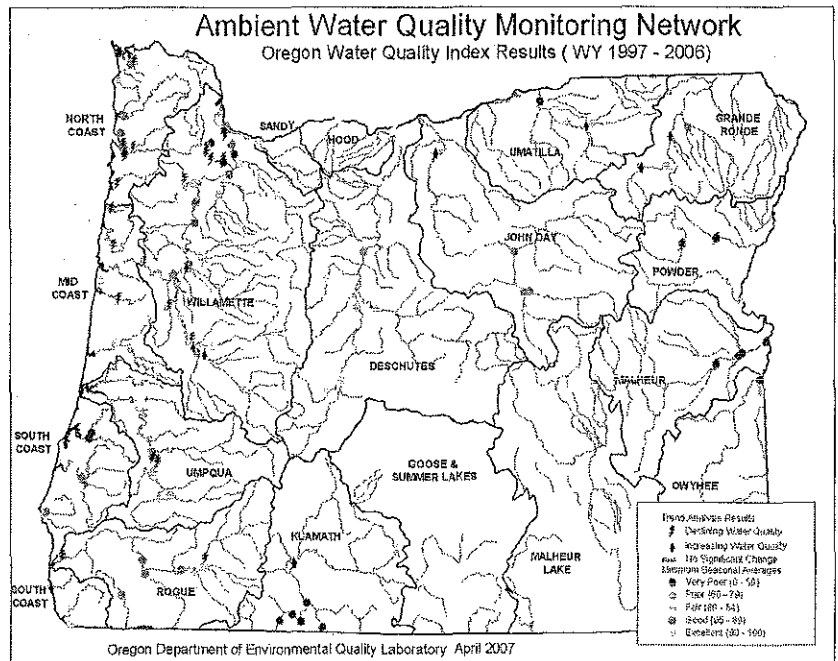 Ambient Water Quality Monitoring Network
Oregon Water Quality Index Results ( WY 1997 - 2006)
NORTH
COAST
SANDY
HOOD
UMATILLA
GRANDE
RONDE
JOHN DAY
POWDER
MID
COAST
WILLAMETTE
DESCHUTES
MALHEUR
SOUTH
COAST
UMPQUA
GOOSE &
SUMMER LAKES
OWYHEE
KLAMATH
MALHEUR
LAKE
ROGUE
SOUTH
COAST
Trend Analysis Results
Declining Water Quality
Increasing Water Quality
No Significant Change
Minimum Seasonal Averages
Very Poor (0 - 59)
Poor (60 - 79)
Fair (80 - 84)
Good (85 - 89)
Excellent (90 - 100)
Oregon Department of Environmental Quality Laboratory April 2007